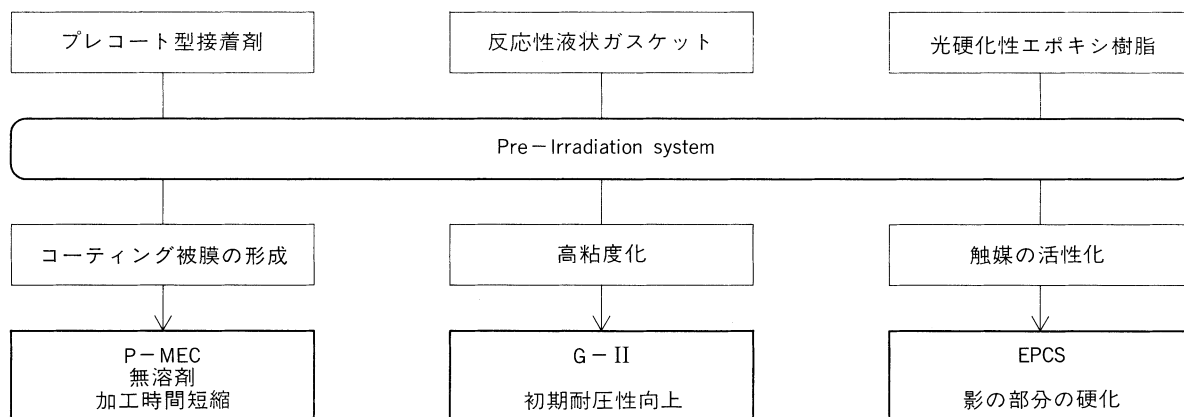 プレコート型接着剤
反応性液状ガスケット
光硬化性エポキシ樹脂
Pre-Irradiation system
コーティング被膜の形成
高粘度化
触媒の活性化
P-MEC
無溶剤
加工時間短縮
G-II
初期耐圧性向上
EPCS
影の部分の硬化